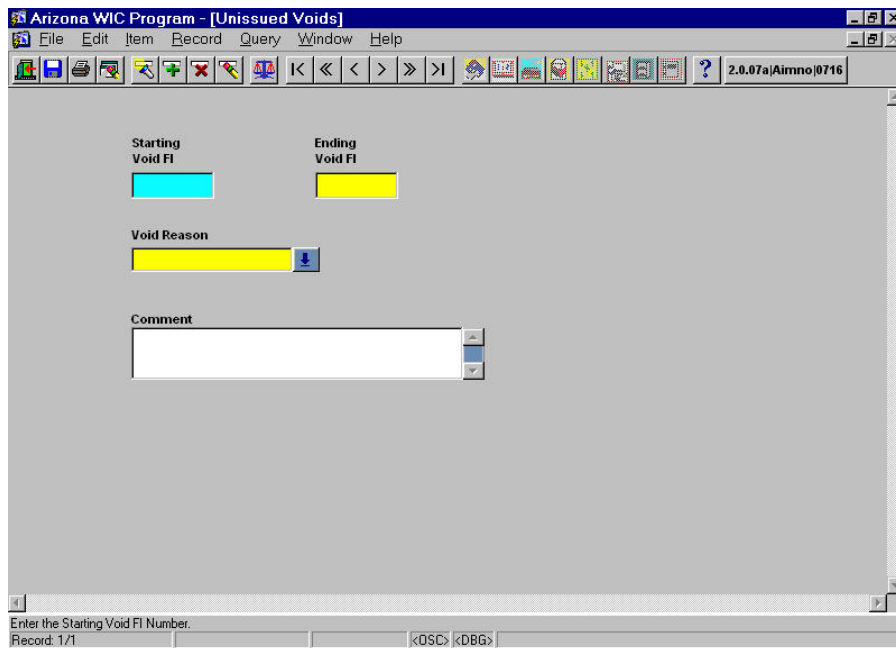 Arizona WIC Program - [Unissued Voids]
File Edit Item Record Query Window Help
2.0.07a|Aimno|0716
Starting Ending
Void FI Void FI
Void Reason
Comment
Enter the Starting Void FI Number.
Record: 1/1 <OSC> <DBG>